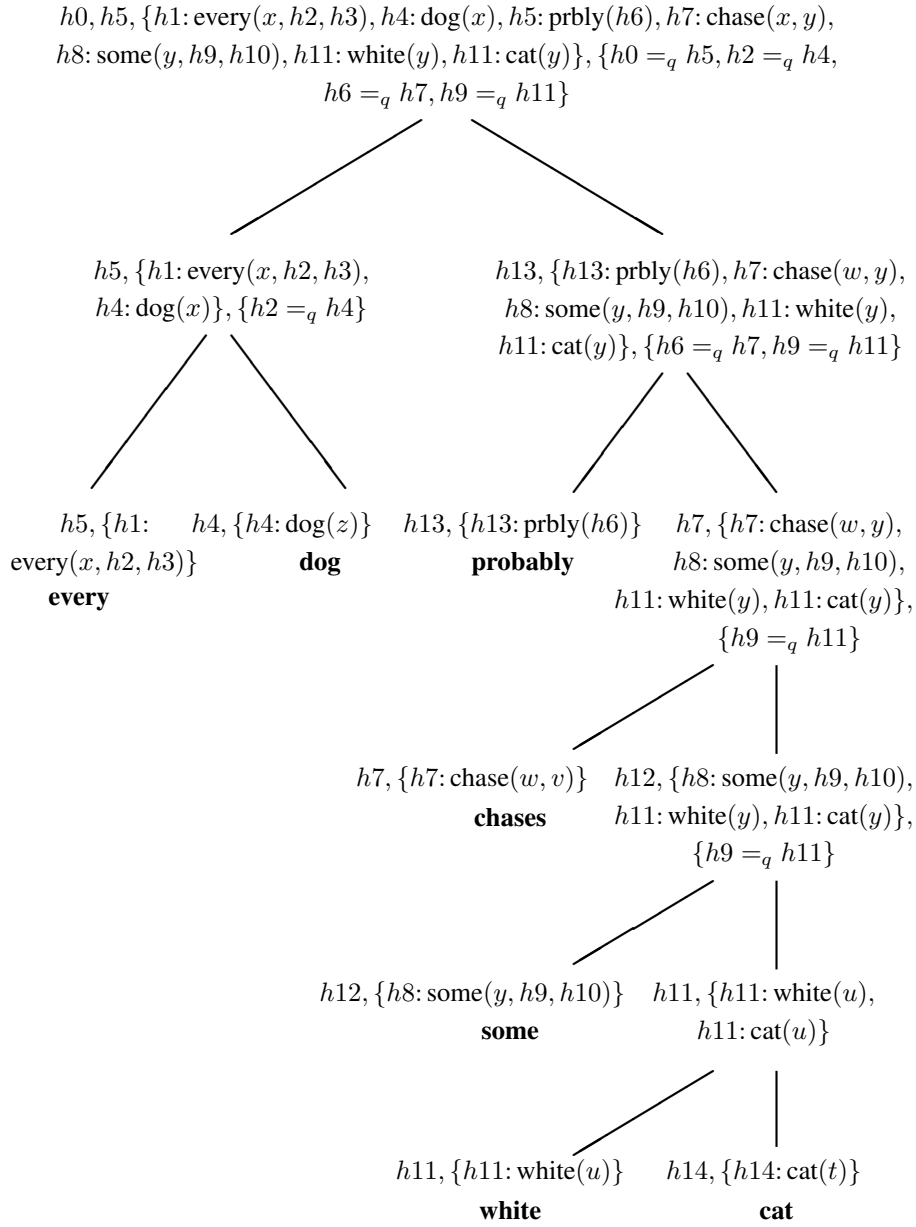 h0, h5, {h1: every(x, h2, h3), h4: dog(x), h5: prbly(h6), h7: chase(x, y),
h8: some(y, h9, h10), h11: white(y), h11: cat(y)}, {h0 =q h5, h2 =q h4,
h6 =q h7, h9 =q h11}
h5, {h1: every(x, h2, h3),
h4: dog(x)}, {h2 =q h4}
h13, {h13: prbly(h6), h7: chase(w, y),
h8: some(y, h9, h10), h11: white(y),
h11: cat(y)}, {h6 =q h7, h9 =q h11}
h5, {h1:
every(x, h2, h3)}
every
h4, {h4: dog(z)}
dog
h13, {h13: prbly(h6)}
probably
h7, {h7: chase(w, y),
h8: some(y, h9, h10),
h11: white(y), h11: cat(y)},
{h9 =q h11}
h7, {h7: chase(w, v)}
chases
h12, {h8: some(y, h9, h10),
h11: white(y), h11: cat(y)},
{h9 =q h11}
h12, {h8: some(y, h9, h10)}
some
h11, {h11: white(u),
h11: cat(u)}
h11, {h11: white(u)}
white
h14, {h14: cat(t)}
cat